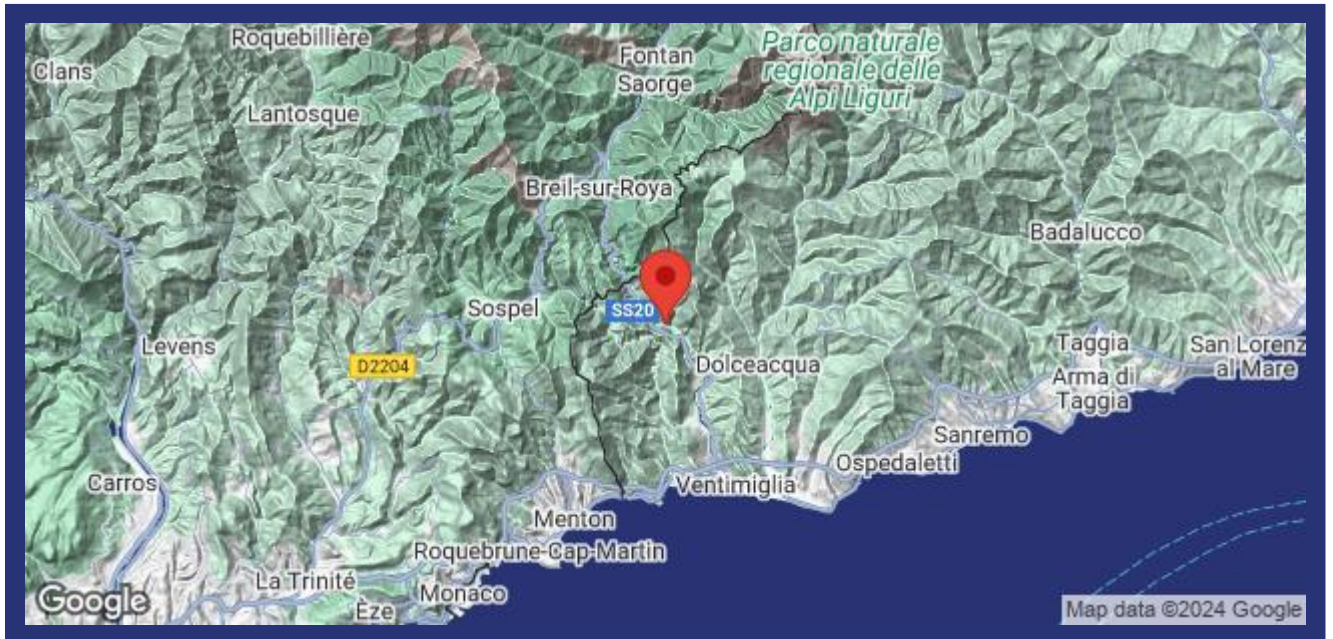 Roquebillière
Clans
Lantosque
Fontan
Saorge
Parco naturale
regionale delle
Alpi Liguri
Breil-sur-Roya
Badalucco
Sospel
SS20
Levens
D2204
Dolceacqua
Taggia
San Lorenz
al Mare
Arma di
Taggia
Sanremo
Ospedaletti
Carros
Ventimiglia
Menton
Roquebrune-Cap-Martin
La Trinité
Monaco
Èze
Google
Map data ©2024 Google